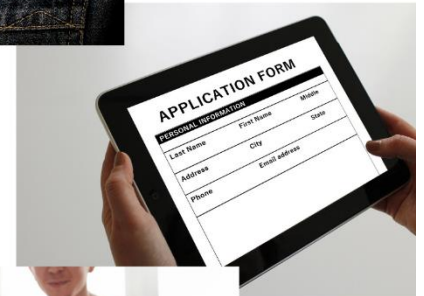 APPLICATION FORM
PERSONAL INFORMATION
Last Name First Name Middle
Address City State
Phone Email address